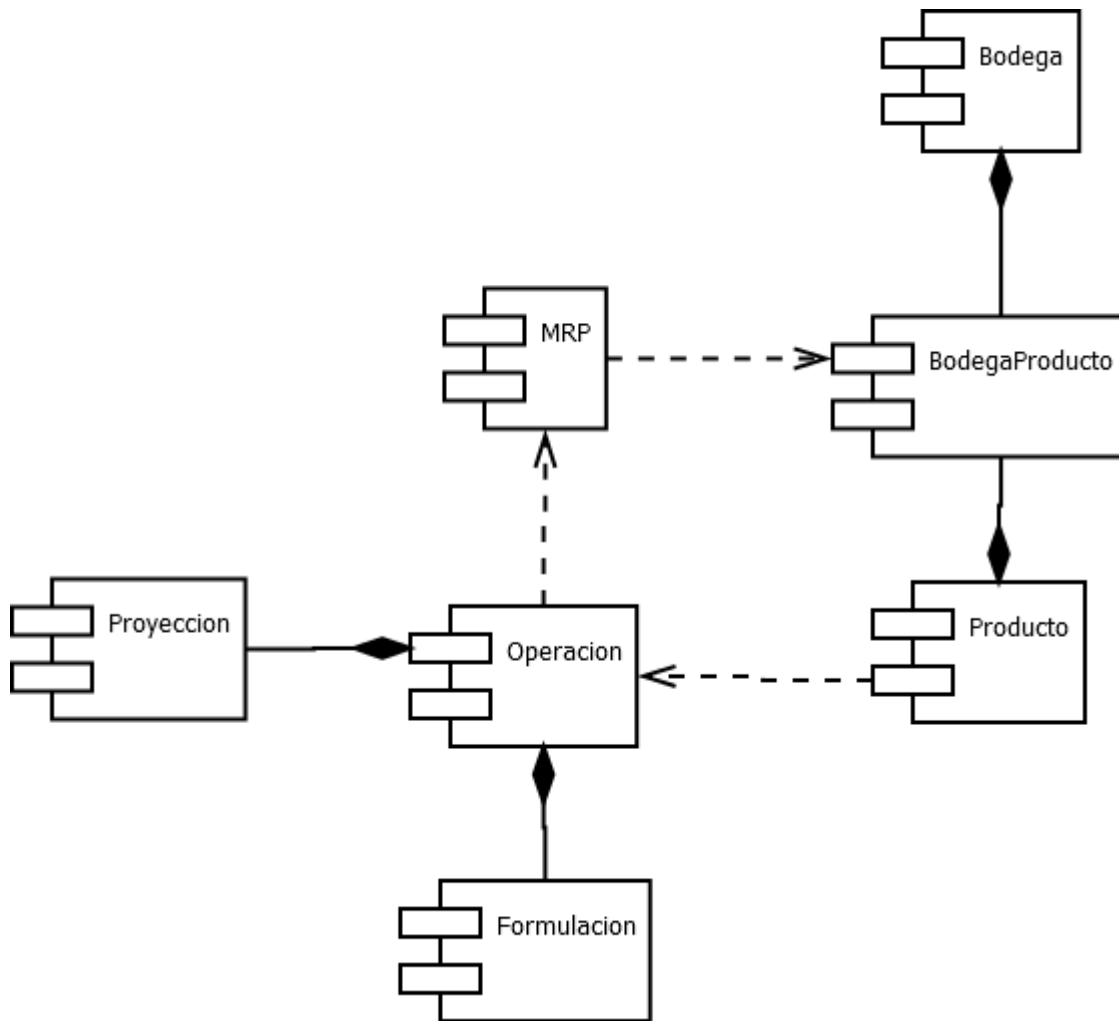 Bodega
MRP
BodegaProducto
Proyeccion
Operacion
Producto
Formulacion